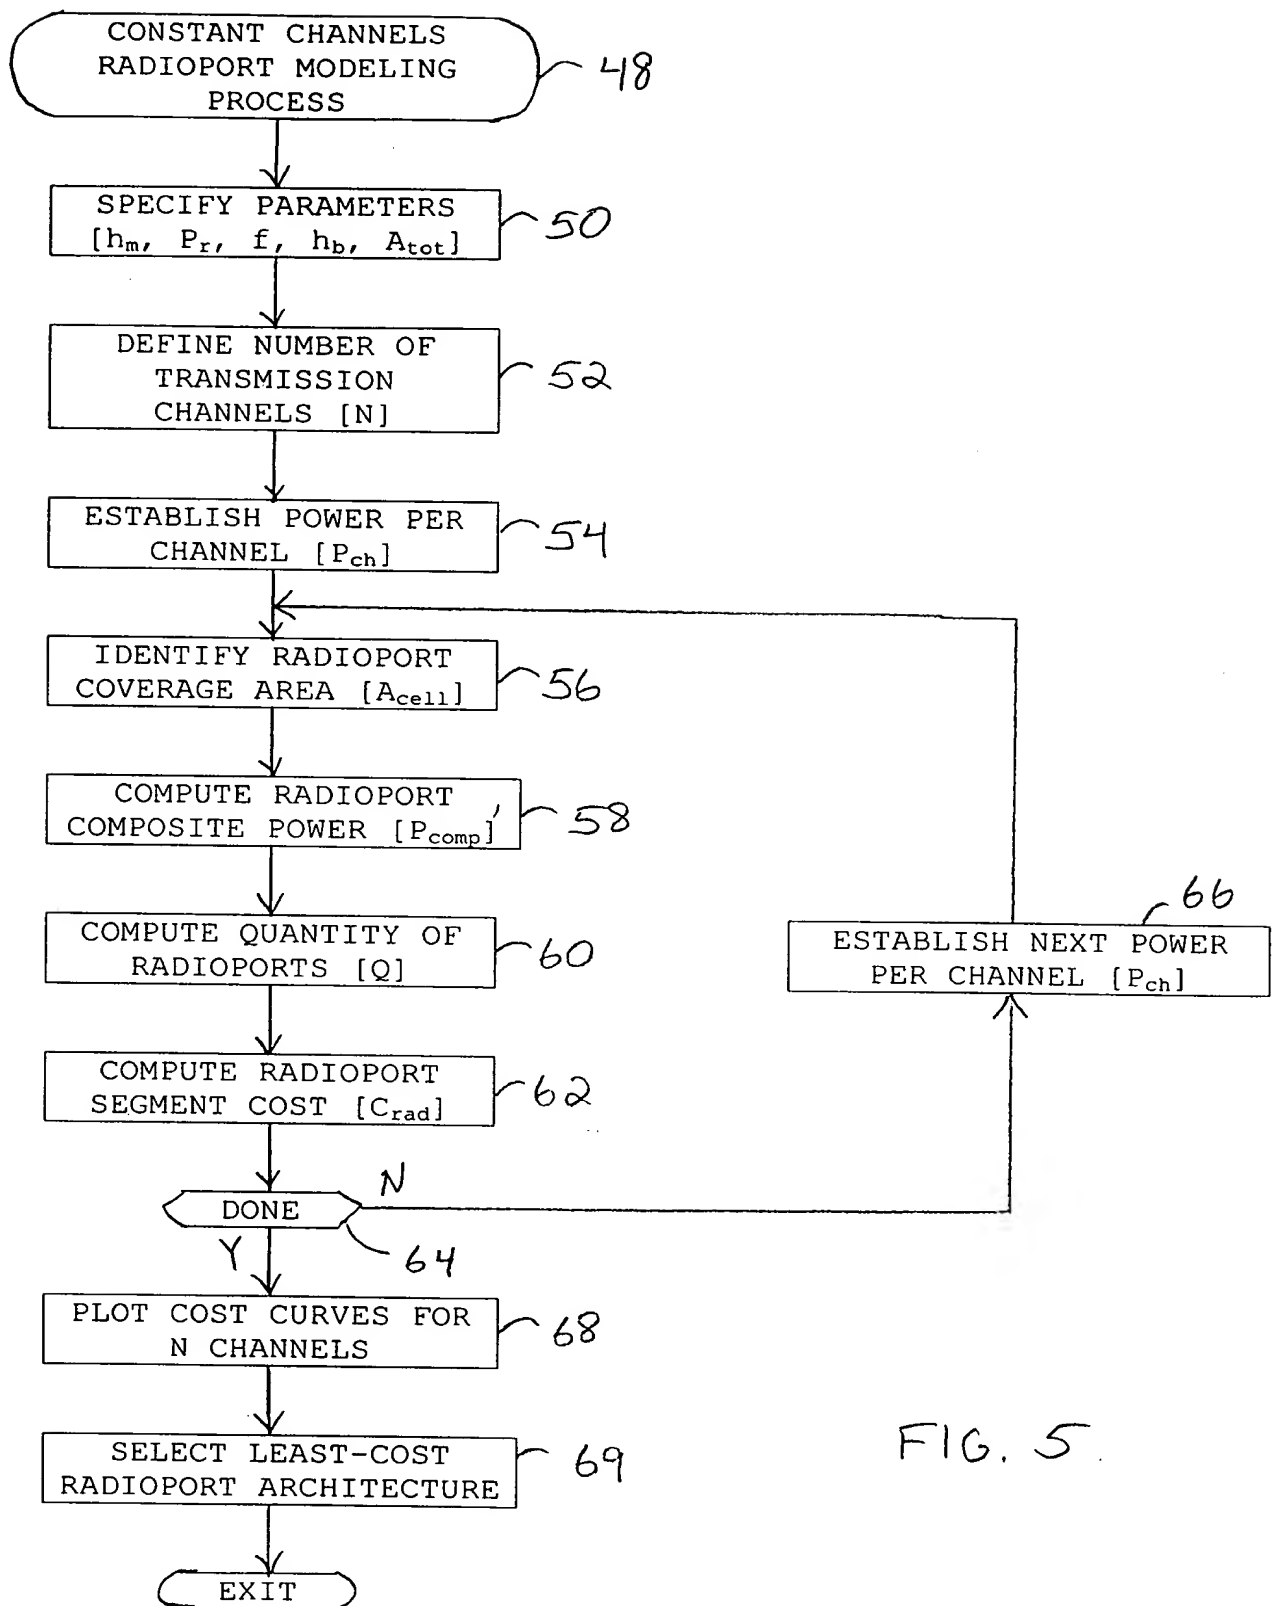 CONSTANT CHANNELS
RADIOPORT MODELING
PROCESS
48
SPECIFY PARAMETERS
[hm, Pr, f, hb, Atot]
50
DEFINE NUMBER OF
TRANSMISSION
CHANNELS [N]
52
ESTABLISH POWER PER
CHANNEL [Pch]
54
IDENTIFY RADIOPORT
COVERAGE AREA [Acell]
56
COMPUTE RADIOPORT
COMPOSITE POWER [Pcomp]
58
COMPUTE QUANTITY OF
RADIOPORTS [Q]
60
66
ESTABLISH NEXT POWER
PER CHANNEL [Pch]
COMPUTE RADIOPORT
SEGMENT COST [Crad]
62
DONE
N
Y
64
PLOT COST CURVES FOR
N CHANNELS
68
SELECT LEAST-COST
RADIOPORT ARCHITECTURE
69
EXIT
FIG. 5.